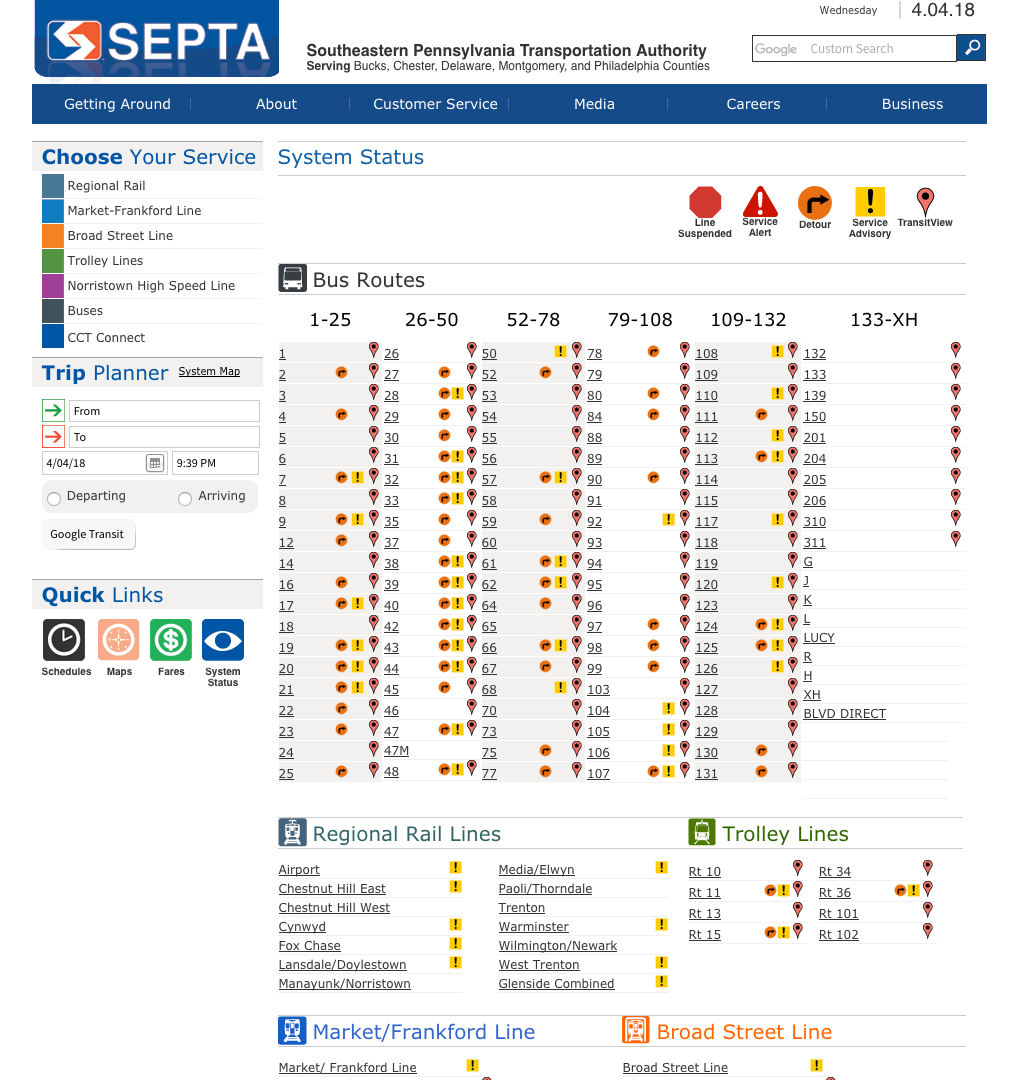 Wednesday 4.04.18
SEPTA
Southeastern Pennsylvania Transportation Authority
Serving Bucks, Chester, Delaware, Montgomery, and Philadelphia Counties
Google Custom Search
Getting Around About Customer Service Media Careers Business
Choose Your Service
Regional Rail
Market-Frankford Line
Broad Street Line
Trolley Lines
Norristown High Speed Line
Buses
CCT Connect
Trip Planner System Map
From
To
4/04/18 9:39 PM
Departing Arriving
Google Transit
Quick Links
Schedules Maps Fares System
Status
System Status
Line
Suspended
Service
Alert
Detour
Service
Advisory
TransitView
Bus Routes
1-25 26-50 52-78 79-108 109-132 133-XH
1 26 50 78 108 132
2 27 52 79 109 133
3 28 53 80 110 139
4 29 54 84 111 150
5 30 55 88 112 201
6 31 56 89 113 204
7 32 57 90 114 205
8 33 58 91 115 206
9 35 59 92 117 310
12 37 60 93 118 311
14 38 61 94 119 G
16 39 62 95 120 J
17 40 64 96 123 K
18 42 65 97 124 L
19 43 66 98 125 LUCY
20 44 67 99 126 R
21 45 68 103 127 H
22 46 70 104 128 XH
23 47 73 105 129 BLVD DIRECT
24 47M 75 106 130
25 48 77 107 131
Regional Rail Lines
Airport Media/Elwyn
Chestnut Hill East Paoli/Thorndale
Chestnut Hill West Trenton
Cynwyd Warminster
Fox Chase Wilmington/Newark
Lansdale/Doylestown West Trenton
Manayunk/Norristown Glenside Combined
Trolley Lines
Rt 10 Rt 34
Rt 11 Rt 36
Rt 13 Rt 101
Rt 15 Rt 102
Market/Frankford Line
Market/ Frankford Line
Broad Street Line
Broad Street Line